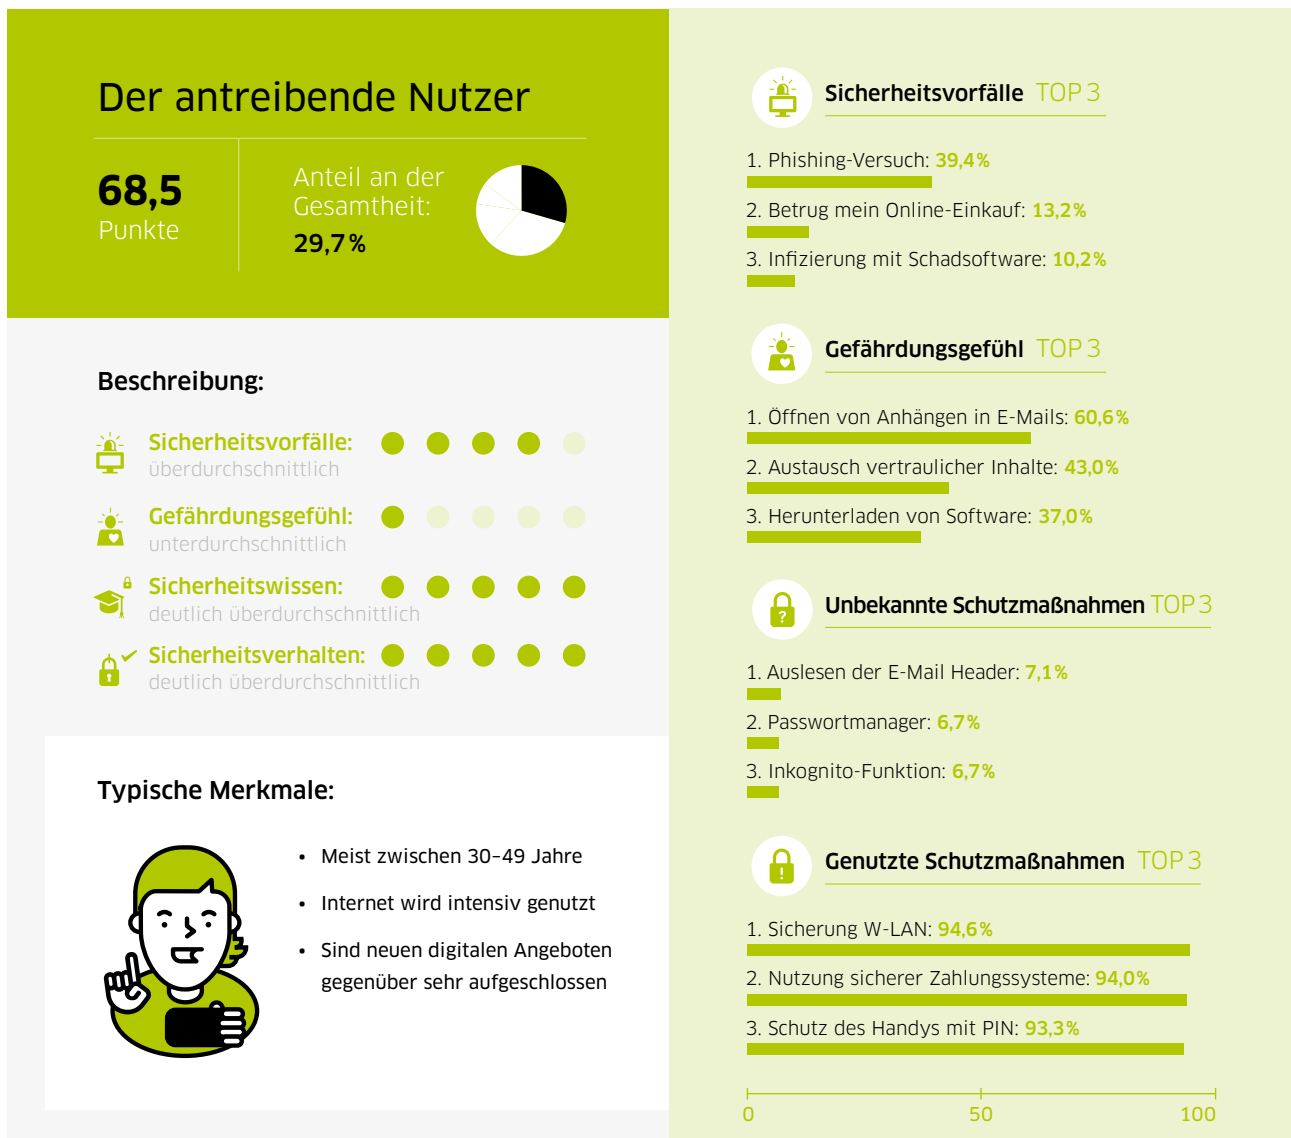 Der antreibende Nutzer
68,5
Punkte
Anteil an der
Gesamtheit:
29,7 %
Beschreibung:
Sicherheitsvorfälle:
überdurchschnittlich
Gefährdungsgefühl:
unterdurchschnittlich
Sicherheitswissen:
deutlich überdurchschnittlich
Sicherheitsverhalten:
deutlich überdurchschnittlich
Typische Merkmale:
• Meist zwischen 30–49 Jahre
• Internet wird intensiv genutzt
• Sind neuen digitalen Angeboten
gegenüber sehr aufgeschlossen
Sicherheitsvorfälle TOP 3
1. Phishing-Versuch: 39,4 %
2. Betrug mein Online-Einkauf: 13,2 %
3. Infizierung mit Schadsoftware: 10,2 %
Gefährdungsgefühl TOP 3
1. Öffnen von Anhängen in E-Mails: 60,6 %
2. Austausch vertraulicher Inhalte: 43,0 %
3. Herunterladen von Software: 37,0 %
?
Unbekannte Schutzmaßnahmen TOP 3
1. Auslesen der E-Mail Header: 7,1 %
2. Passwortmanager: 6,7 %
3. Inkognito-Funktion: 6,7 %
!
Genutzte Schutzmaßnahmen TOP 3
1. Sicherung W-LAN: 94,6 %
2. Nutzung sicherer Zahlungssysteme: 94,0 %
3. Schutz des Handys mit PIN: 93,3 %
0 50 100